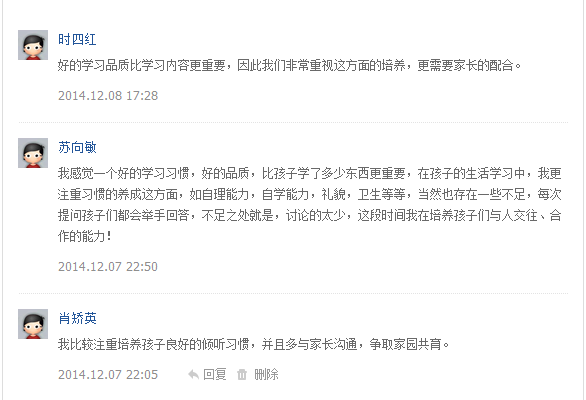 时四红
好的学习品质比学习内容更重要，因此我们非常重视这方面的培养，更需要家长的配合。
2014.12.08 17:28
苏向敏
我感觉一个好的学习习惯，好的品质，比孩子学了多少东西更重要，在孩子的生活学习中，我更
注重习惯的养成这方面，如自理能力，自学能力，礼貌，卫生等等，当然也存在一些不足，每次
提问孩子们都会举手回答，不足之处就是，讨论的太少，这段时间我在培养孩子们与人交往、合
作的能力！
2014.12.07 22:50
肖矫英
我比较注重培养孩子良好的倾听习惯，并且多与家长沟通，争取家园共育。
2014.12.07 22:05 回复 删除